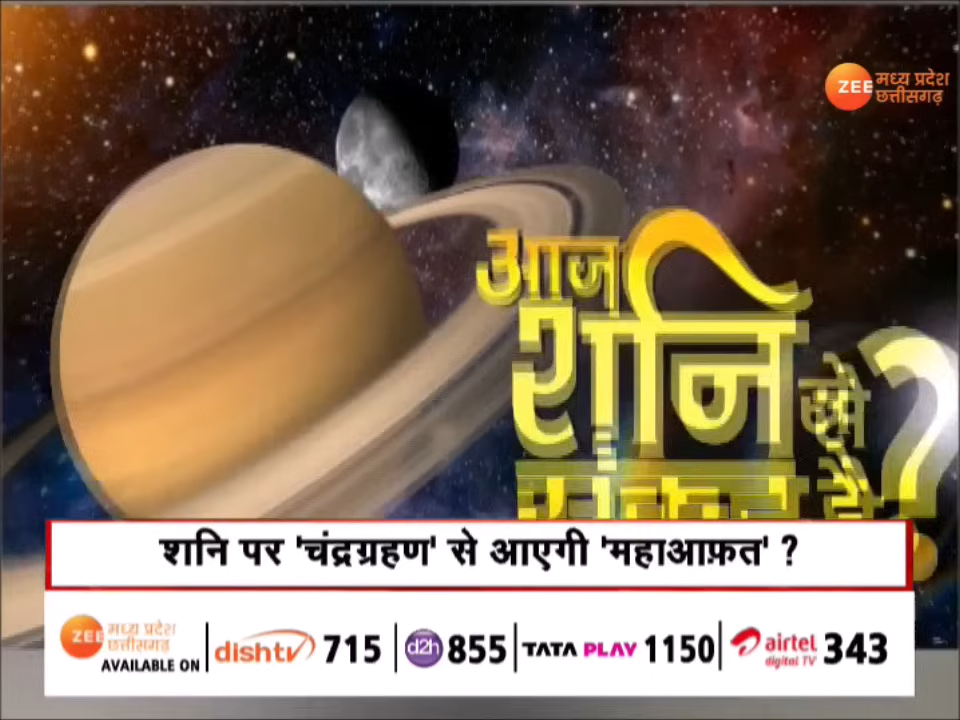 ZEE मध्य प्रदेश
छत्तीसगढ़
आज
शनि
?
शनि पर 'चंद्रग्रहण' से आएगी 'महाआफ़त' ?
ZEE मध्य प्रदेश
छत्तीसगढ़
AVAILABLE ON
dishtv 715
d2h 855
TATA PLAY 1150
airtel
digital TV
343